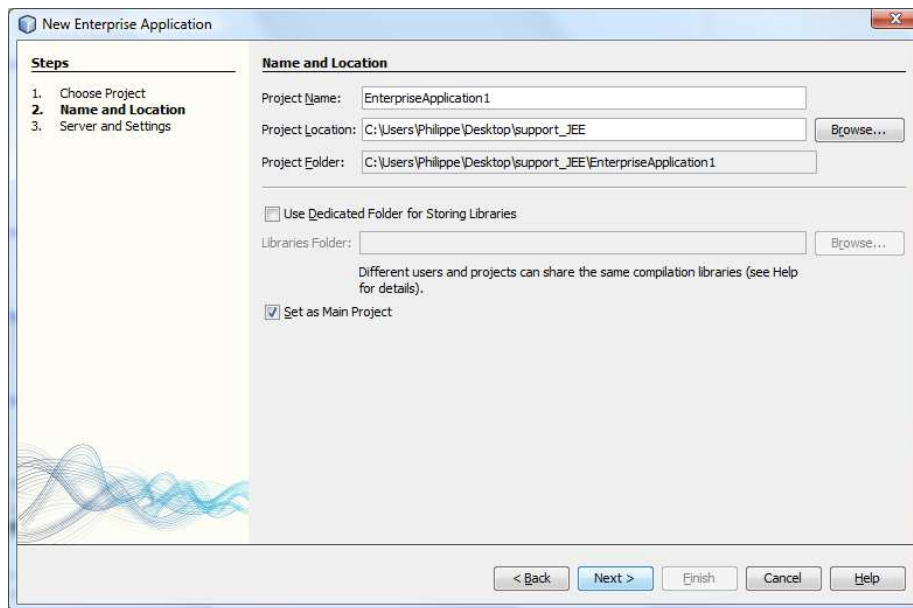 New Enterprise Application
Steps
1. Choose Project
2. Name and Location
3. Server and Settings
Name and Location
Project Name: EnterpriseApplication1
Project Location: C:\Users\Philippe\Desktop\support_JEE Browse...
Project Folder: C:\Users\Philippe\Desktop\support_JEE\EnterpriseApplication1
Use Dedicated Folder for Storing Libraries
Libraries Folder: Browse...
Different users and projects can share the same compilation libraries (see Help
for details).
Set as Main Project
< Back Next > Finish Cancel Help